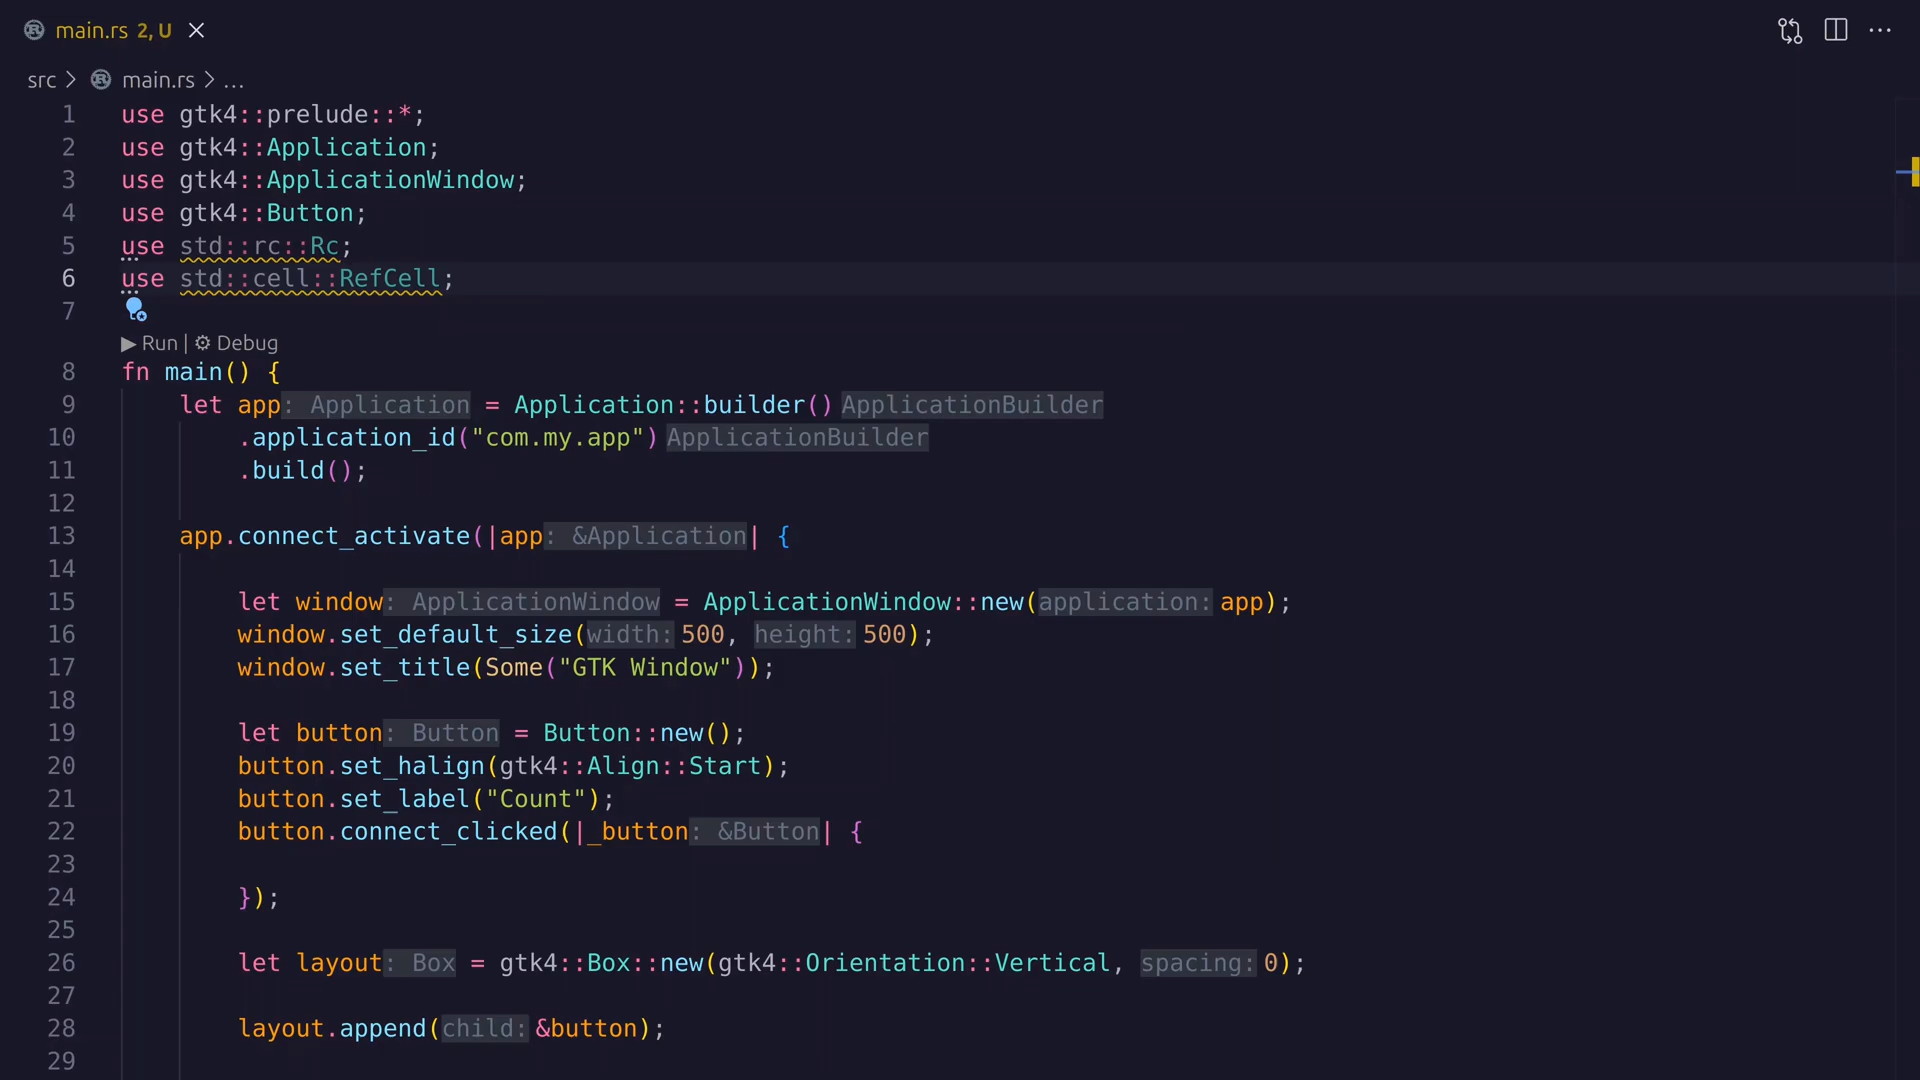 main.rs 2, U
src > main.rs > ...
1 use gtk4::prelude::*;
2 use gtk4::Application;
3 use gtk4::ApplicationWindow;
4 use gtk4::Button;
5 use std::rc::Rc;
6 use std::cell::RefCell;
7
▶ Run | ⚙ Debug
8 fn main() {
9 let app: Application = Application::builder() ApplicationBuilder
10 .application_id("com.my.app") ApplicationBuilder
11 .build();
12
13 app.connect_activate(|app: &Application| {
14
15 let window: ApplicationWindow = ApplicationWindow::new(application: app);
16 window.set_default_size(width: 500, height: 500);
17 window.set_title(Some("GTK Window"));
18
19 let button: Button = Button::new();
20 button.set_halign(gtk4::Align::Start);
21 button.set_label("Count");
22 button.connect_clicked(|_button: &Button| {
23
24 });
25
26 let layout: Box = gtk4::Box::new(gtk4::Orientation::Vertical, spacing: 0);
27
28 layout.append(child: &button);
29